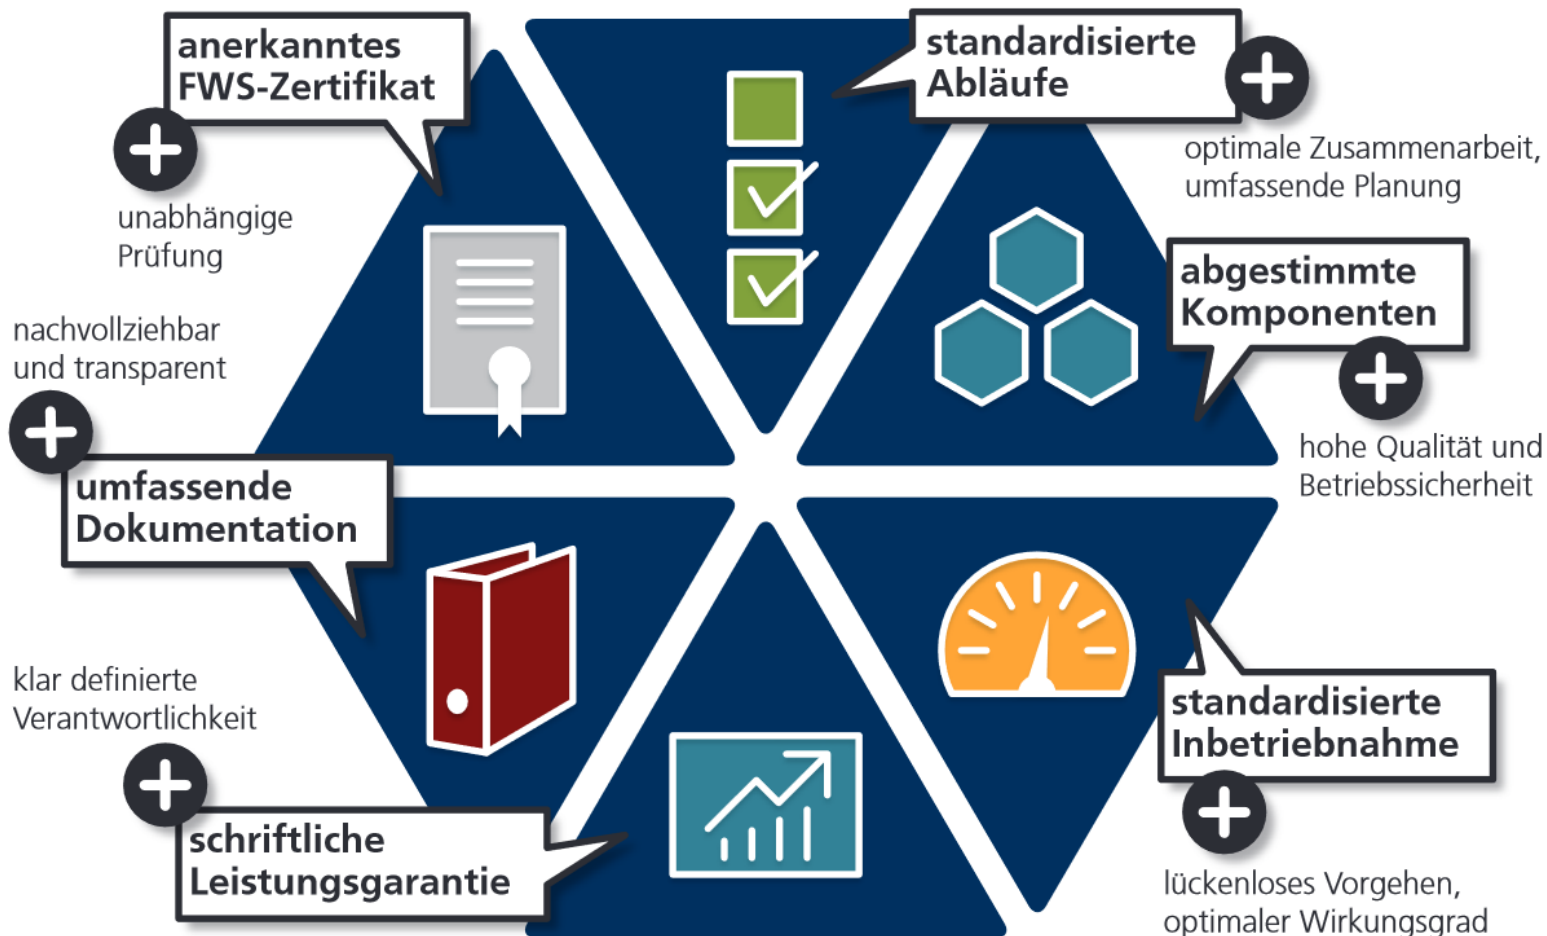 anerkanntes
FWS-Zertifikat
unabhängige
Prüfung
standardisierte
Abläufe
optimale Zusammenarbeit,
umfassende Planung
abgestimmte
Komponenten
hohe Qualität und
Betriebssicherheit
standardisierte
Inbetriebnahme
lückenloses Vorgehen,
optimaler Wirkungsgrad
klar definierte
Verantwortlichkeit
schriftliche
Leistungsgarantie
nachvollziehbar
und transparent
umfassende
Dokumentation